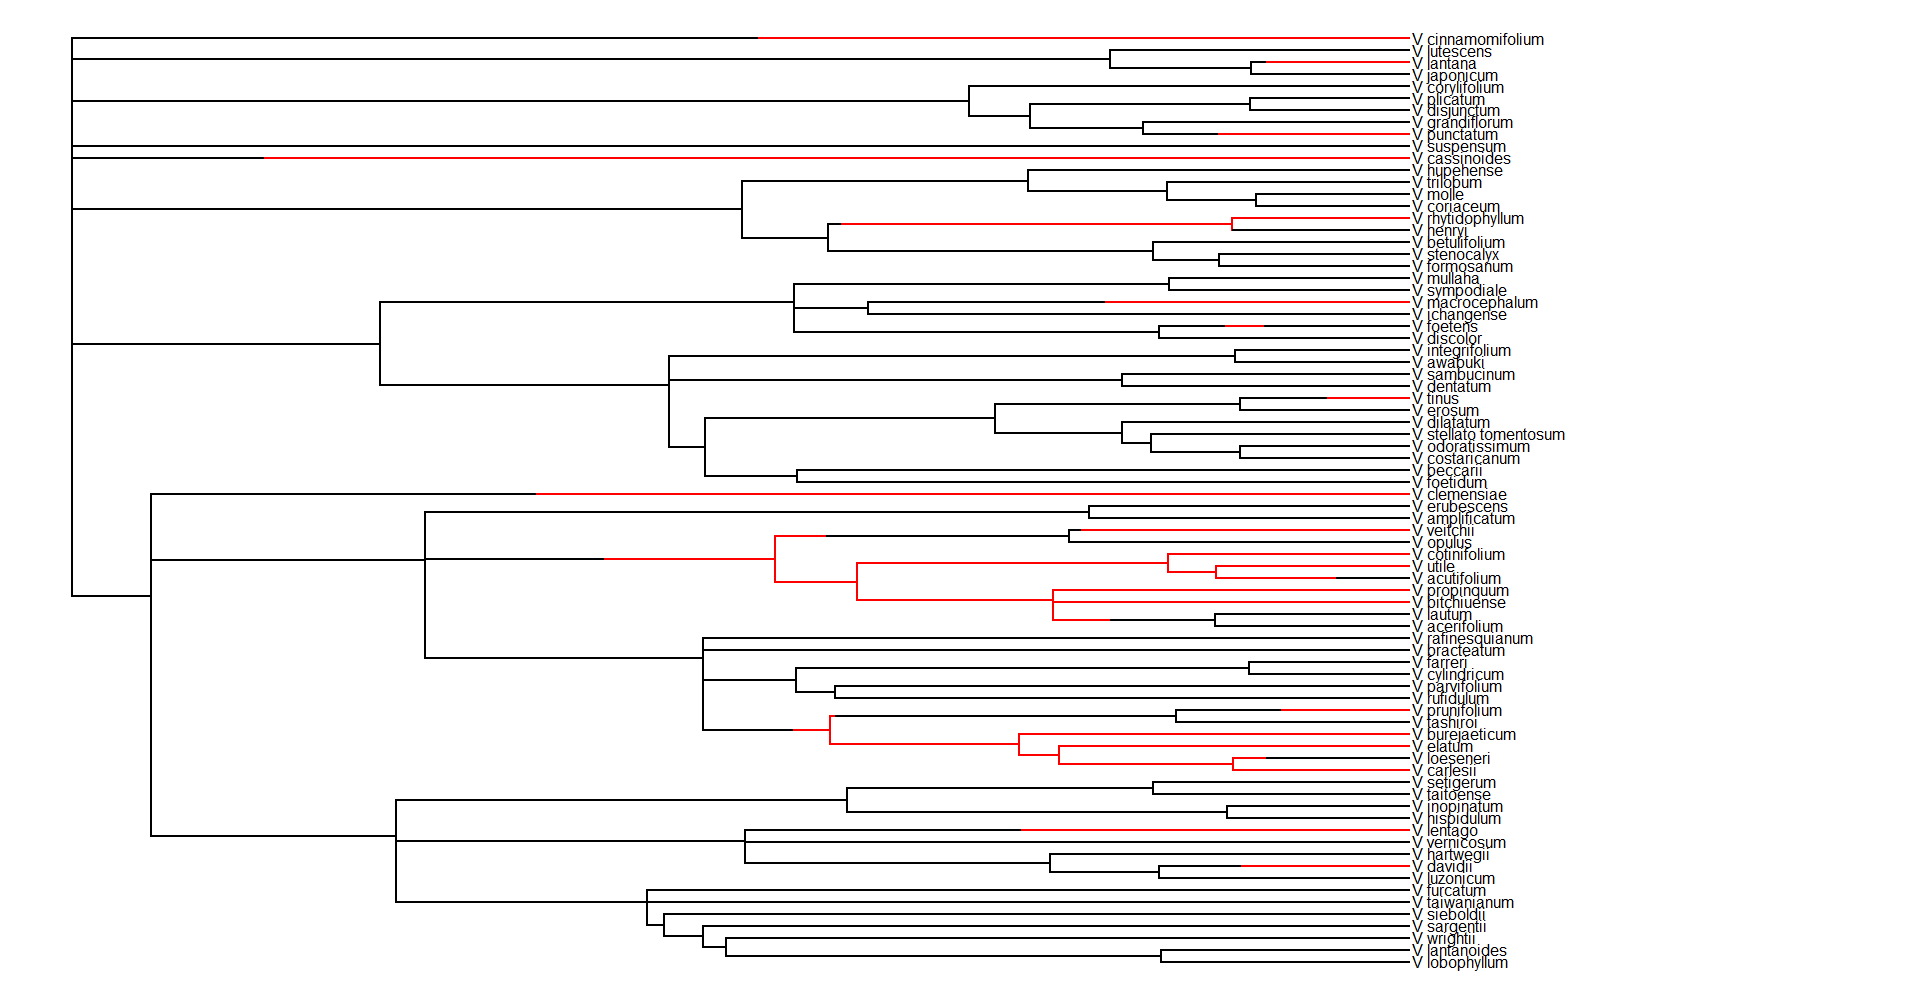 V cinnamomifolium
V lutescens
V lantana
V japonicum
V corylifolium
V plicatum
V disjunctum
V grandiflorum
V punctatum
V suspensum
V cassinoides
V hupehense
V trilobum
V molle
V coriaceum
V rhytidophyllum
V henryi
V betulifolium
V stenocalyx
V formosanum
V mullaha
V sympodiale
V macrocephalum
V ichangense
V foetens
V discolor
V integrifolium
V awabuki
V sambucinum
V dentatum
V tinus
V erosum
V dilatatum
V stellato tomentosum
V odoratissimum
V costaricanum
V beccarii
V foetidum
V clemensiae
V erubescens
V amplificatum
V veitchii
V opulus
V cotinifolium
V utile
V acutifolium
V propinquum
V bitchiuense
V lautum
V acerifolium
V rafinesquianum
V bracteatum
V farreri
V cylindricum
V parvifolium
V rufidulum
V prunifolium
V tashiroi
V burejaeticum
V elatum
V loeseneri
V carlesii
V setigerum
V taitoense
V inopinatum
V hispidulum
V lentago
V vernicosum
V hartwegii
V davidii
V luzonicum
V furcatum
V taiwanianum
V sieboldii
V sargentii
V wrightii
V lantanoides
V lobophyllum